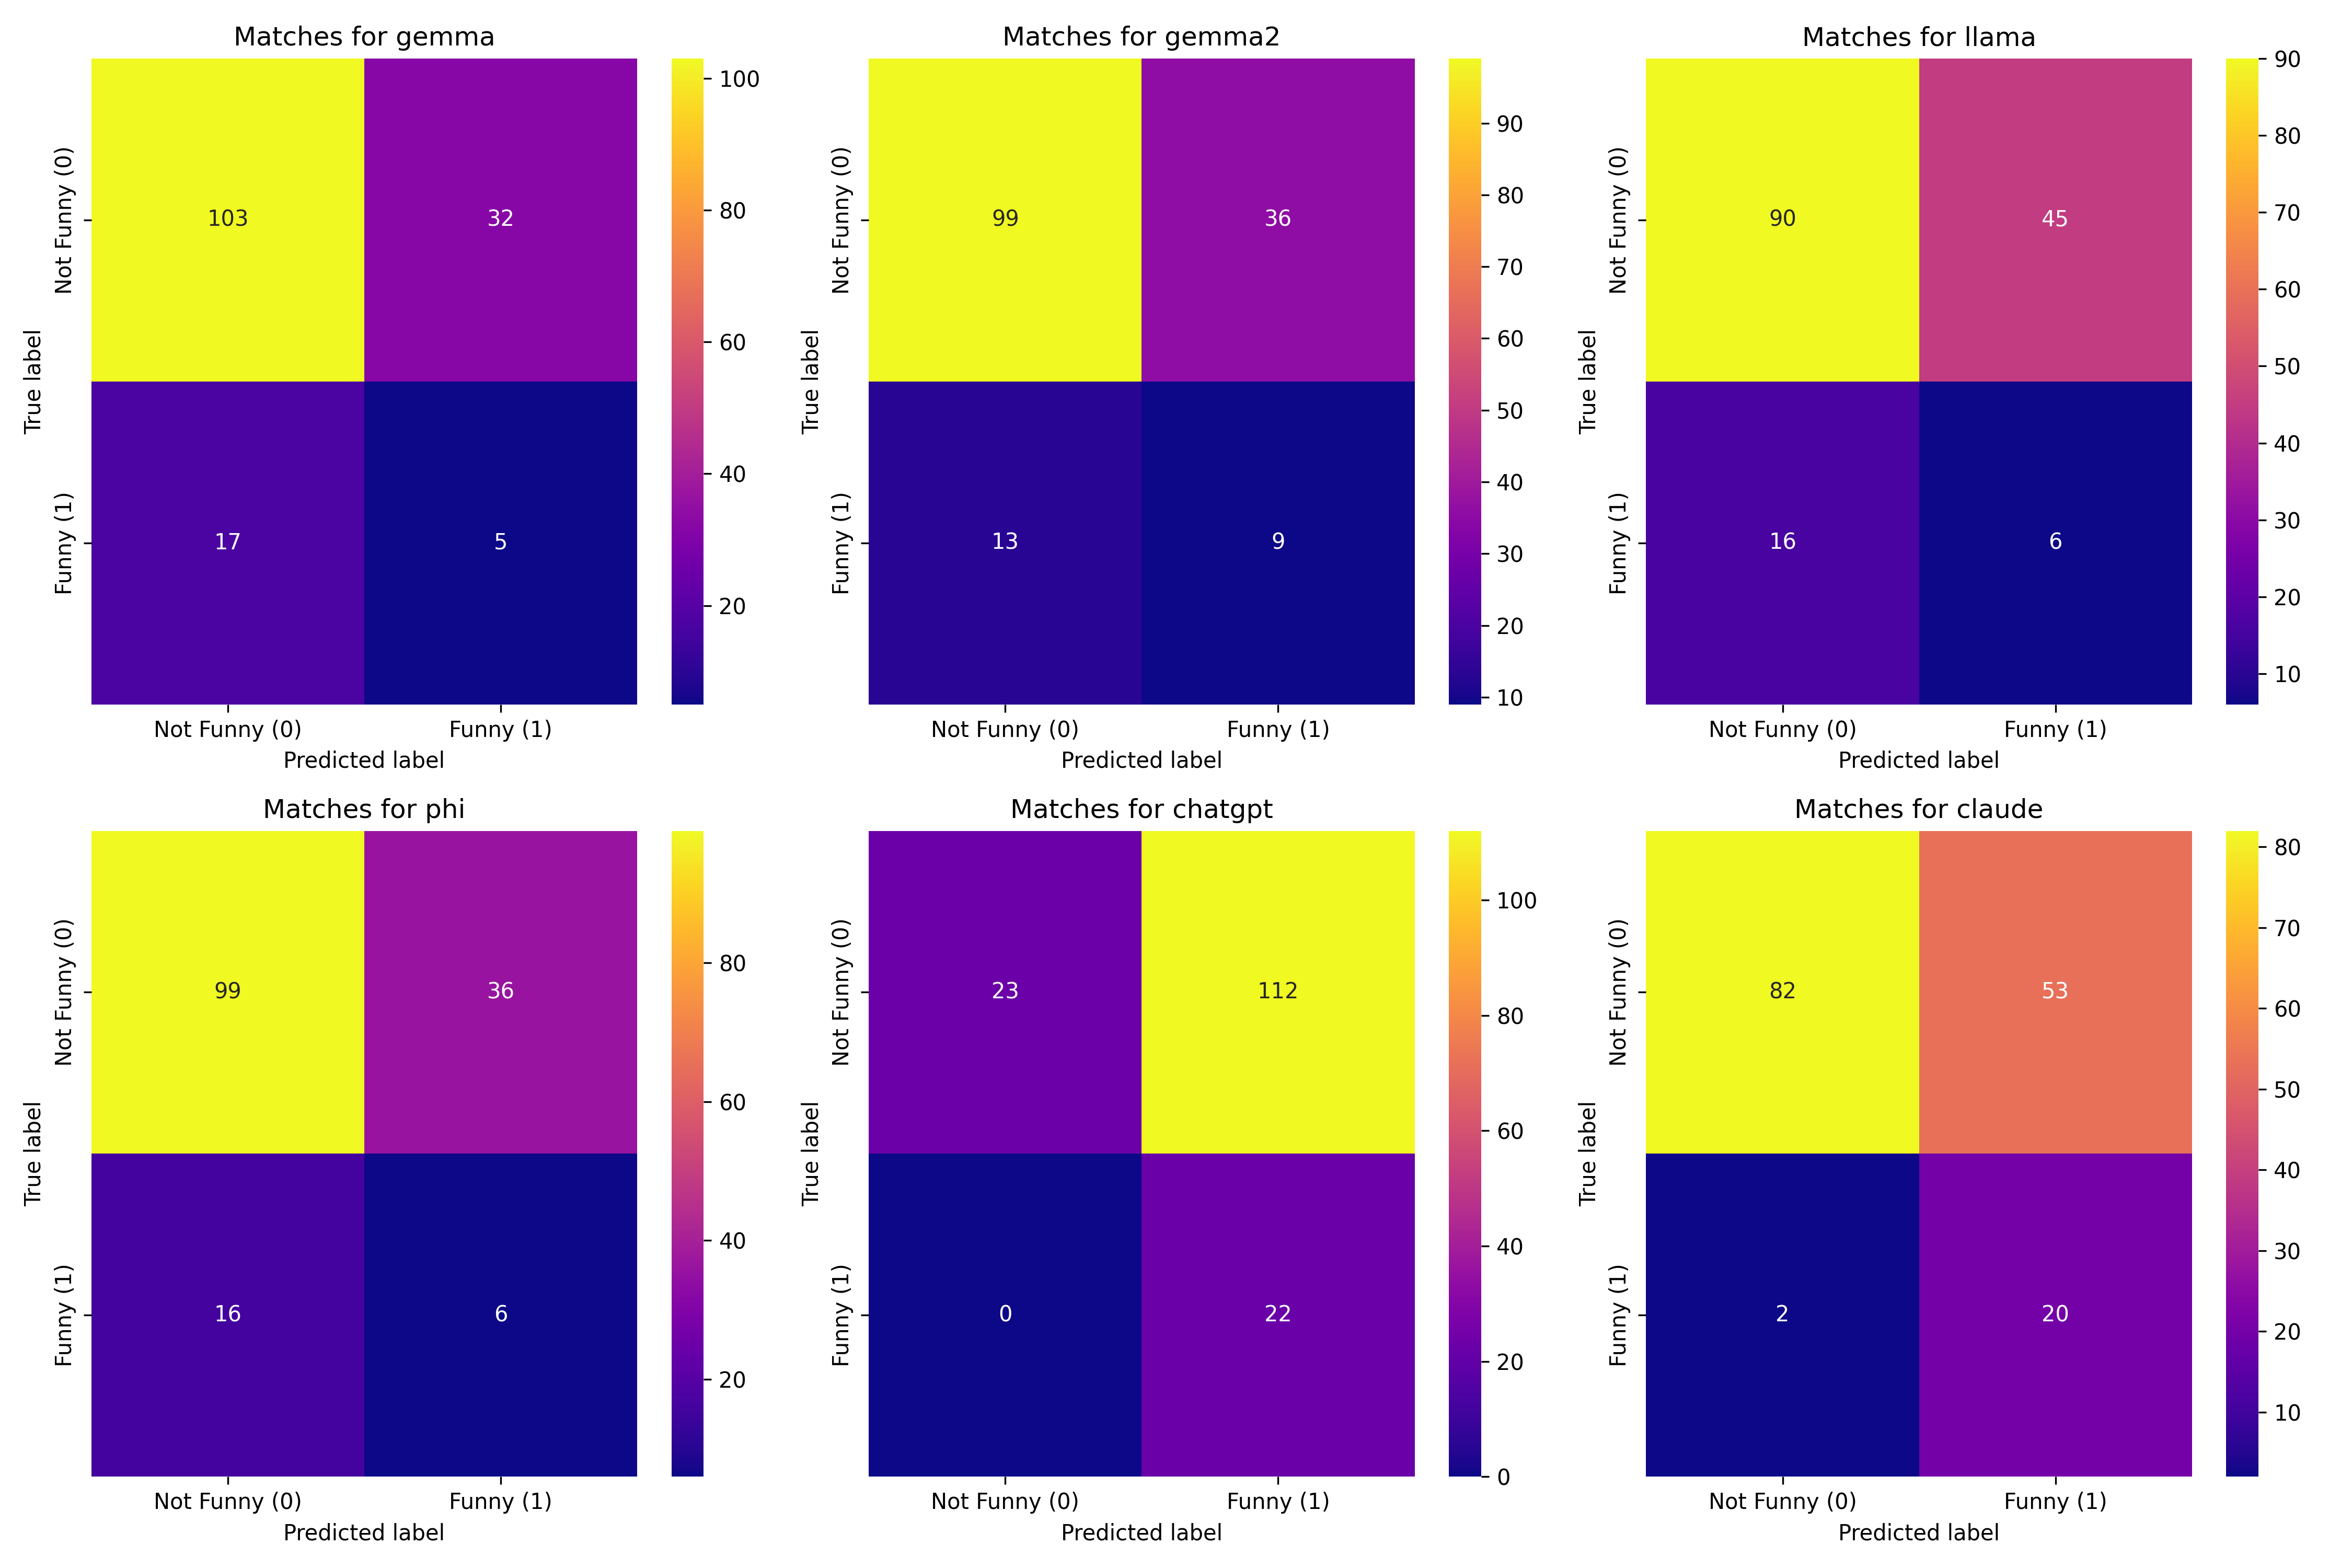 Matches for gemma
Not Funny (0)
Funny (1)
True label
103
32
17
5
100
80
60
40
20
Not Funny (0)
Funny (1)
Predicted label
Matches for gemma2
Not Funny (0)
Funny (1)
True label
99
36
13
9
90
80
70
60
50
40
30
20
10
Not Funny (0)
Funny (1)
Predicted label
Matches for llama
Not Funny (0)
Funny (1)
True label
90
45
16
6
90
80
70
60
50
40
30
20
10
Not Funny (0)
Funny (1)
Predicted label
Matches for phi
Not Funny (0)
Funny (1)
True label
99
36
16
6
80
60
40
20
Not Funny (0)
Funny (1)
Predicted label
Matches for chatgpt
Not Funny (0)
Funny (1)
True label
23
112
0
22
100
80
60
40
20
0
Not Funny (0)
Funny (1)
Predicted label
Matches for claude
Not Funny (0)
Funny (1)
True label
82
53
2
20
80
70
60
50
40
30
20
10
Not Funny (0)
Funny (1)
Predicted label